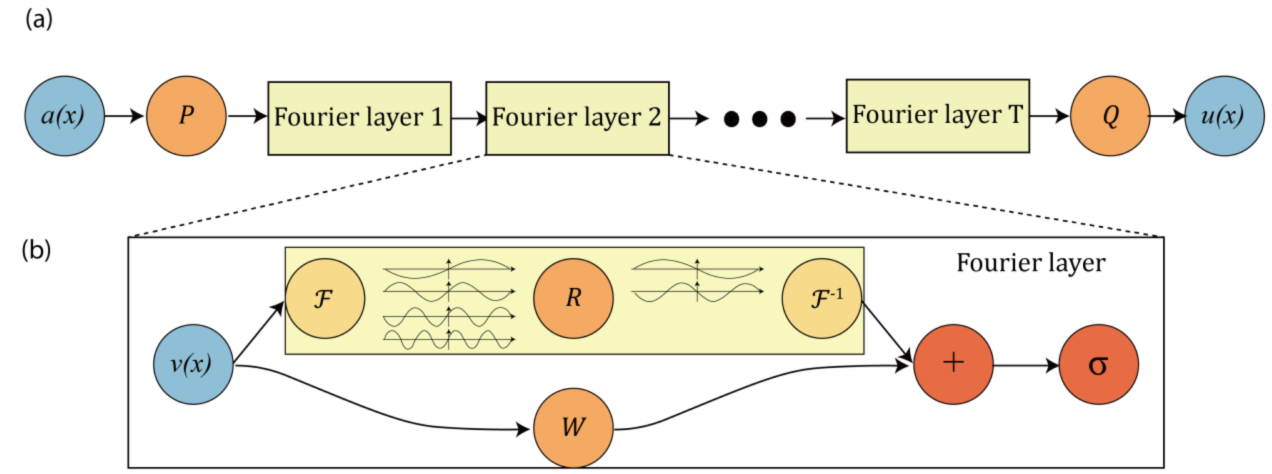 (a)
a(x) P Fourier layer 1 Fourier layer 2 ●●● Fourier layer T Q u(x)
(b)
Fourier layer
ℱ R ℱ⁻¹
v(x) + σ
W